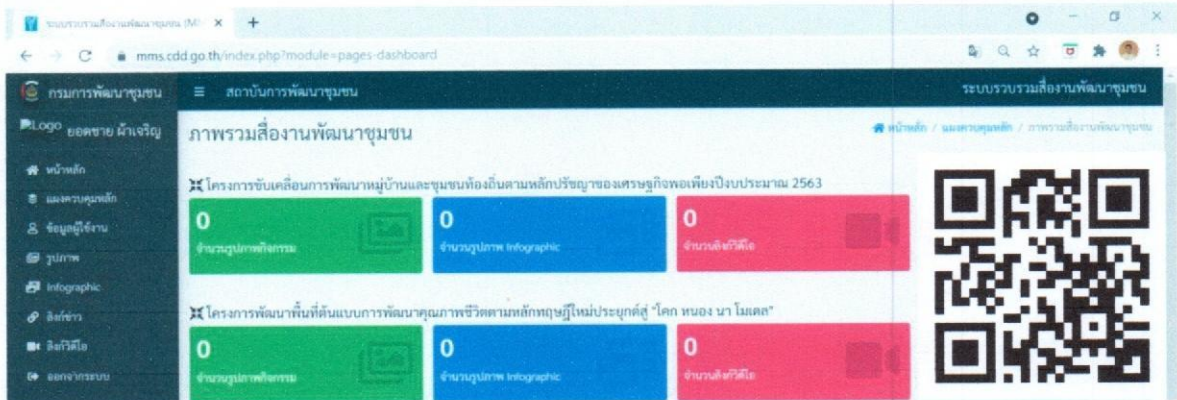 ระบบรวบรวมสื่องานพัฒนาชุมชน (M
mms.cdd.go.th/index.php?module=pages-dashboard
กรมการพัฒนาชุมชน
สถาบันการพัฒนาชุมชน
ระบบรวบรวมสื่องานพัฒนาชุมชน
Logo ยอดชาย ผ้าเจริญ
ภาพรวมสื่องานพัฒนาชุมชน
หน้าหลัก / แผงควบคุมหลัก / ภาพรวมสื่องานพัฒนาชุมชน
หน้าหลัก
แผงควบคุมหลัก
ข้อมูลผู้ใช้งาน
รูปภาพ
Infographic
ลิงก์ข่าว
ลิงก์วิดีโอ
ออกจากระบบ
โครงการขับเคลื่อนการพัฒนาหมู่บ้านและชุมชนท้องถิ่นตามหลักปรัชญาของเศรษฐกิจพอเพียงปีงบประมาณ 2563
0
จำนวนรูปภาพกิจกรรม
0
จำนวนรูปภาพ Infographic
0
จำนวนลิงก์วิดีโอ
โครงการพัฒนาพื้นที่ต้นแบบการพัฒนาคุณภาพชีวิตตามหลักทฤษฎีใหม่ประยุกต์สู่ "โคก หนอง นา โมเดล"
0
จำนวนรูปภาพกิจกรรม
0
จำนวนรูปภาพ Infographic
0
จำนวนลิงก์วิดีโอ